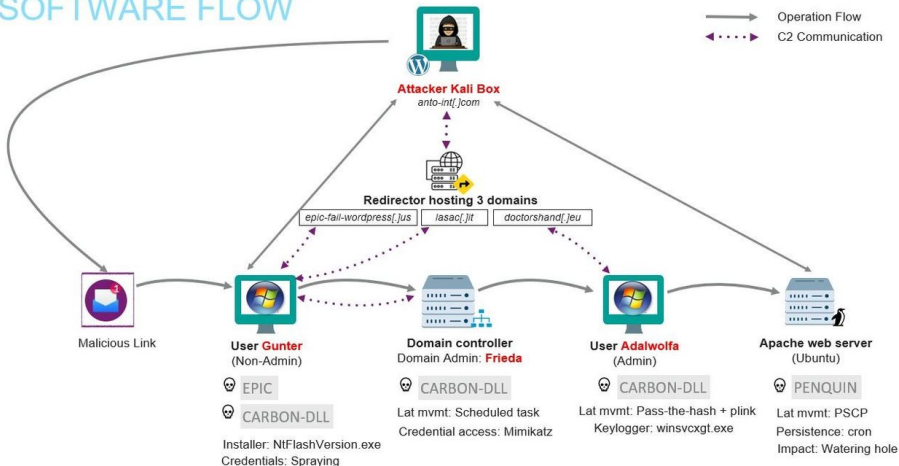 SOFTWARE FLOW
Operation Flow
C2 Communication
Attacker Kali Box
anto-int[.]com
Redirector hosting 3 domains
epic-fail-wordpress[.]us
lasac[.]it
doctorshand[.]eu
1
Malicious Link
User Gunter
(Non-Admin)
EPIC
CARBON-DLL
Installer: NtFlashVersion.exe
Credentials: Spraying
Domain controller
Domain Admin: Frieda
CARBON-DLL
Lat mvmt: Scheduled task
Credential access: Mimikatz
User Adalwolfa
(Admin)
CARBON-DLL
Lat mvmt: Pass-the-hash + plink
Keylogger: winsvcxgt.exe
Apache web server
(Ubuntu)
PENQUIN
Lat mvmt: PSCP
Persistence: cron
Impact: Watering hole